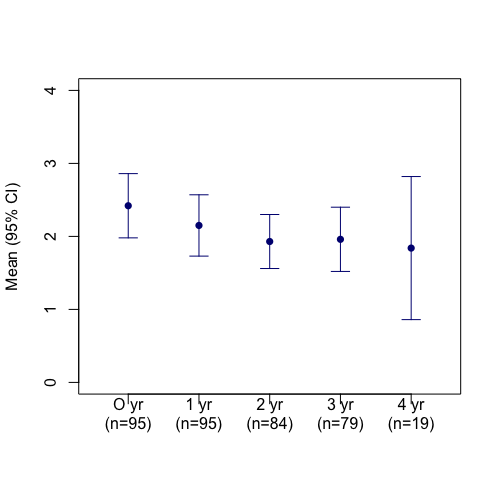 Mean (95% CI)
4
3
2
1
0
O yr 1 yr 2 yr 3 yr 4 yr
(n=95) (n=95) (n=84) (n=79) (n=19)